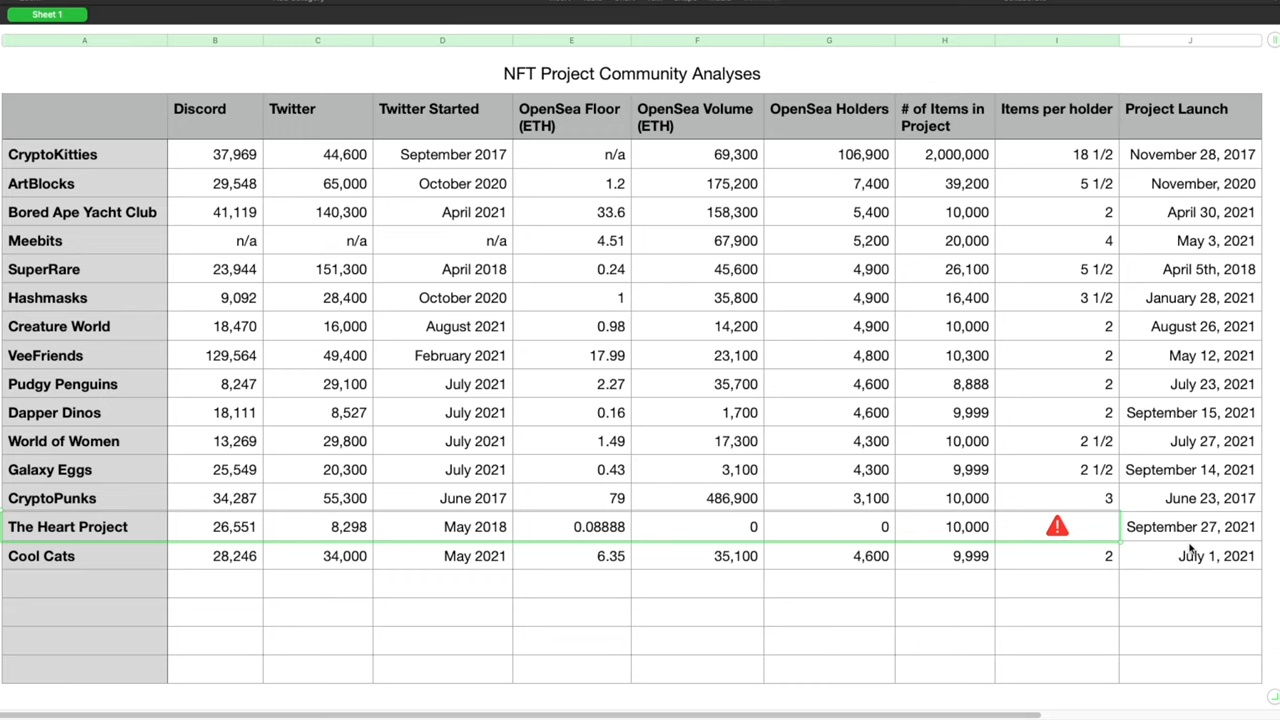 Sheet 1
A B C D E F G H I J
NFT Project Community Analyses
Discord Twitter Twitter Started OpenSea Floor (ETH) OpenSea Volume (ETH) OpenSea Holders # of Items in Project Items per holder Project Launch
CryptoKitties 37,969 44,600 September 2017 n/a 69,300 106,900 2,000,000 18 1/2 November 28, 2017
ArtBlocks 29,548 65,000 October 2020 1.2 175,200 7,400 39,200 5 1/2 November, 2020
Bored Ape Yacht Club 41,119 140,300 April 2021 33.6 158,300 5,400 10,000 2 April 30, 2021
Meebits n/a n/a n/a 4.51 67,900 5,200 20,000 4 May 3, 2021
SuperRare 23,944 151,300 April 2018 0.24 45,600 4,900 26,100 5 1/2 April 5th, 2018
Hashmasks 9,092 28,400 October 2020 1 35,800 4,900 16,400 3 1/2 January 28, 2021
Creature World 18,470 16,000 August 2021 0.98 14,200 4,900 10,000 2 August 26, 2021
VeeFriends 129,564 49,400 February 2021 17.99 23,100 4,800 10,300 2 May 12, 2021
Pudgy Penguins 8,247 29,100 July 2021 2.27 35,700 4,600 8,888 2 July 23, 2021
Dapper Dinos 18,111 8,527 July 2021 0.16 1,700 4,600 9,999 2 September 15, 2021
World of Women 13,269 29,800 July 2021 1.49 17,300 4,300 10,000 2 1/2 July 27, 2021
Galaxy Eggs 25,549 20,300 July 2021 0.43 3,100 4,300 9,999 2 1/2 September 14, 2021
CryptoPunks 34,287 55,300 June 2017 79 486,900 3,100 10,000 3 June 23, 2017
The Heart Project 26,551 8,298 May 2018 0.08888 0 0 10,000 September 27, 2021
Cool Cats 28,246 34,000 May 2021 6.35 35,100 4,600 9,999 2 July 1, 2021